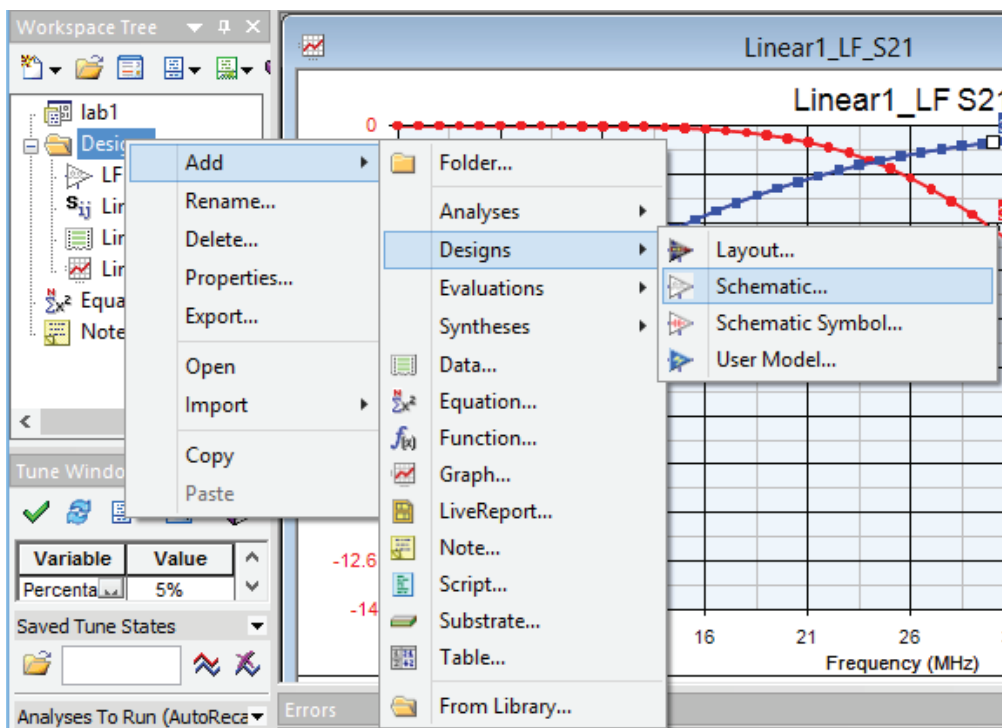 Workspace Tree
lab1
Desig
LF
Sij Lin
Lin
Lin
Equa
Note
Add
Rename...
Delete...
Properties...
Export...
Open
Import
Copy
Paste
Folder...
Analyses
Designs
Evaluations
Syntheses
Data...
Equation...
Function...
Graph...
LiveReport...
Note...
Script...
Substrate...
Table...
From Library...
Layout...
Schematic...
Schematic Symbol...
User Model...
Tune Windo
Variable Value
Percenta 5%
Saved Tune States
Analyses To Run (AutoReca
Errors
Linear1_LF_S21
Linear1_LF S21
0
-12.6
-14
16 21 26
Frequency (MHz)